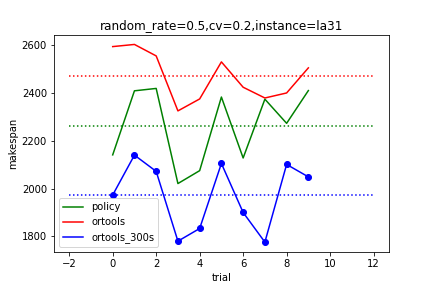 random_rate=0.5,cv=0.2,instance=la31
2600
2400
2200
2000
1800
makespan
policy
ortools
ortools_300s
−2 0 2 4 6 8 10 12
trial